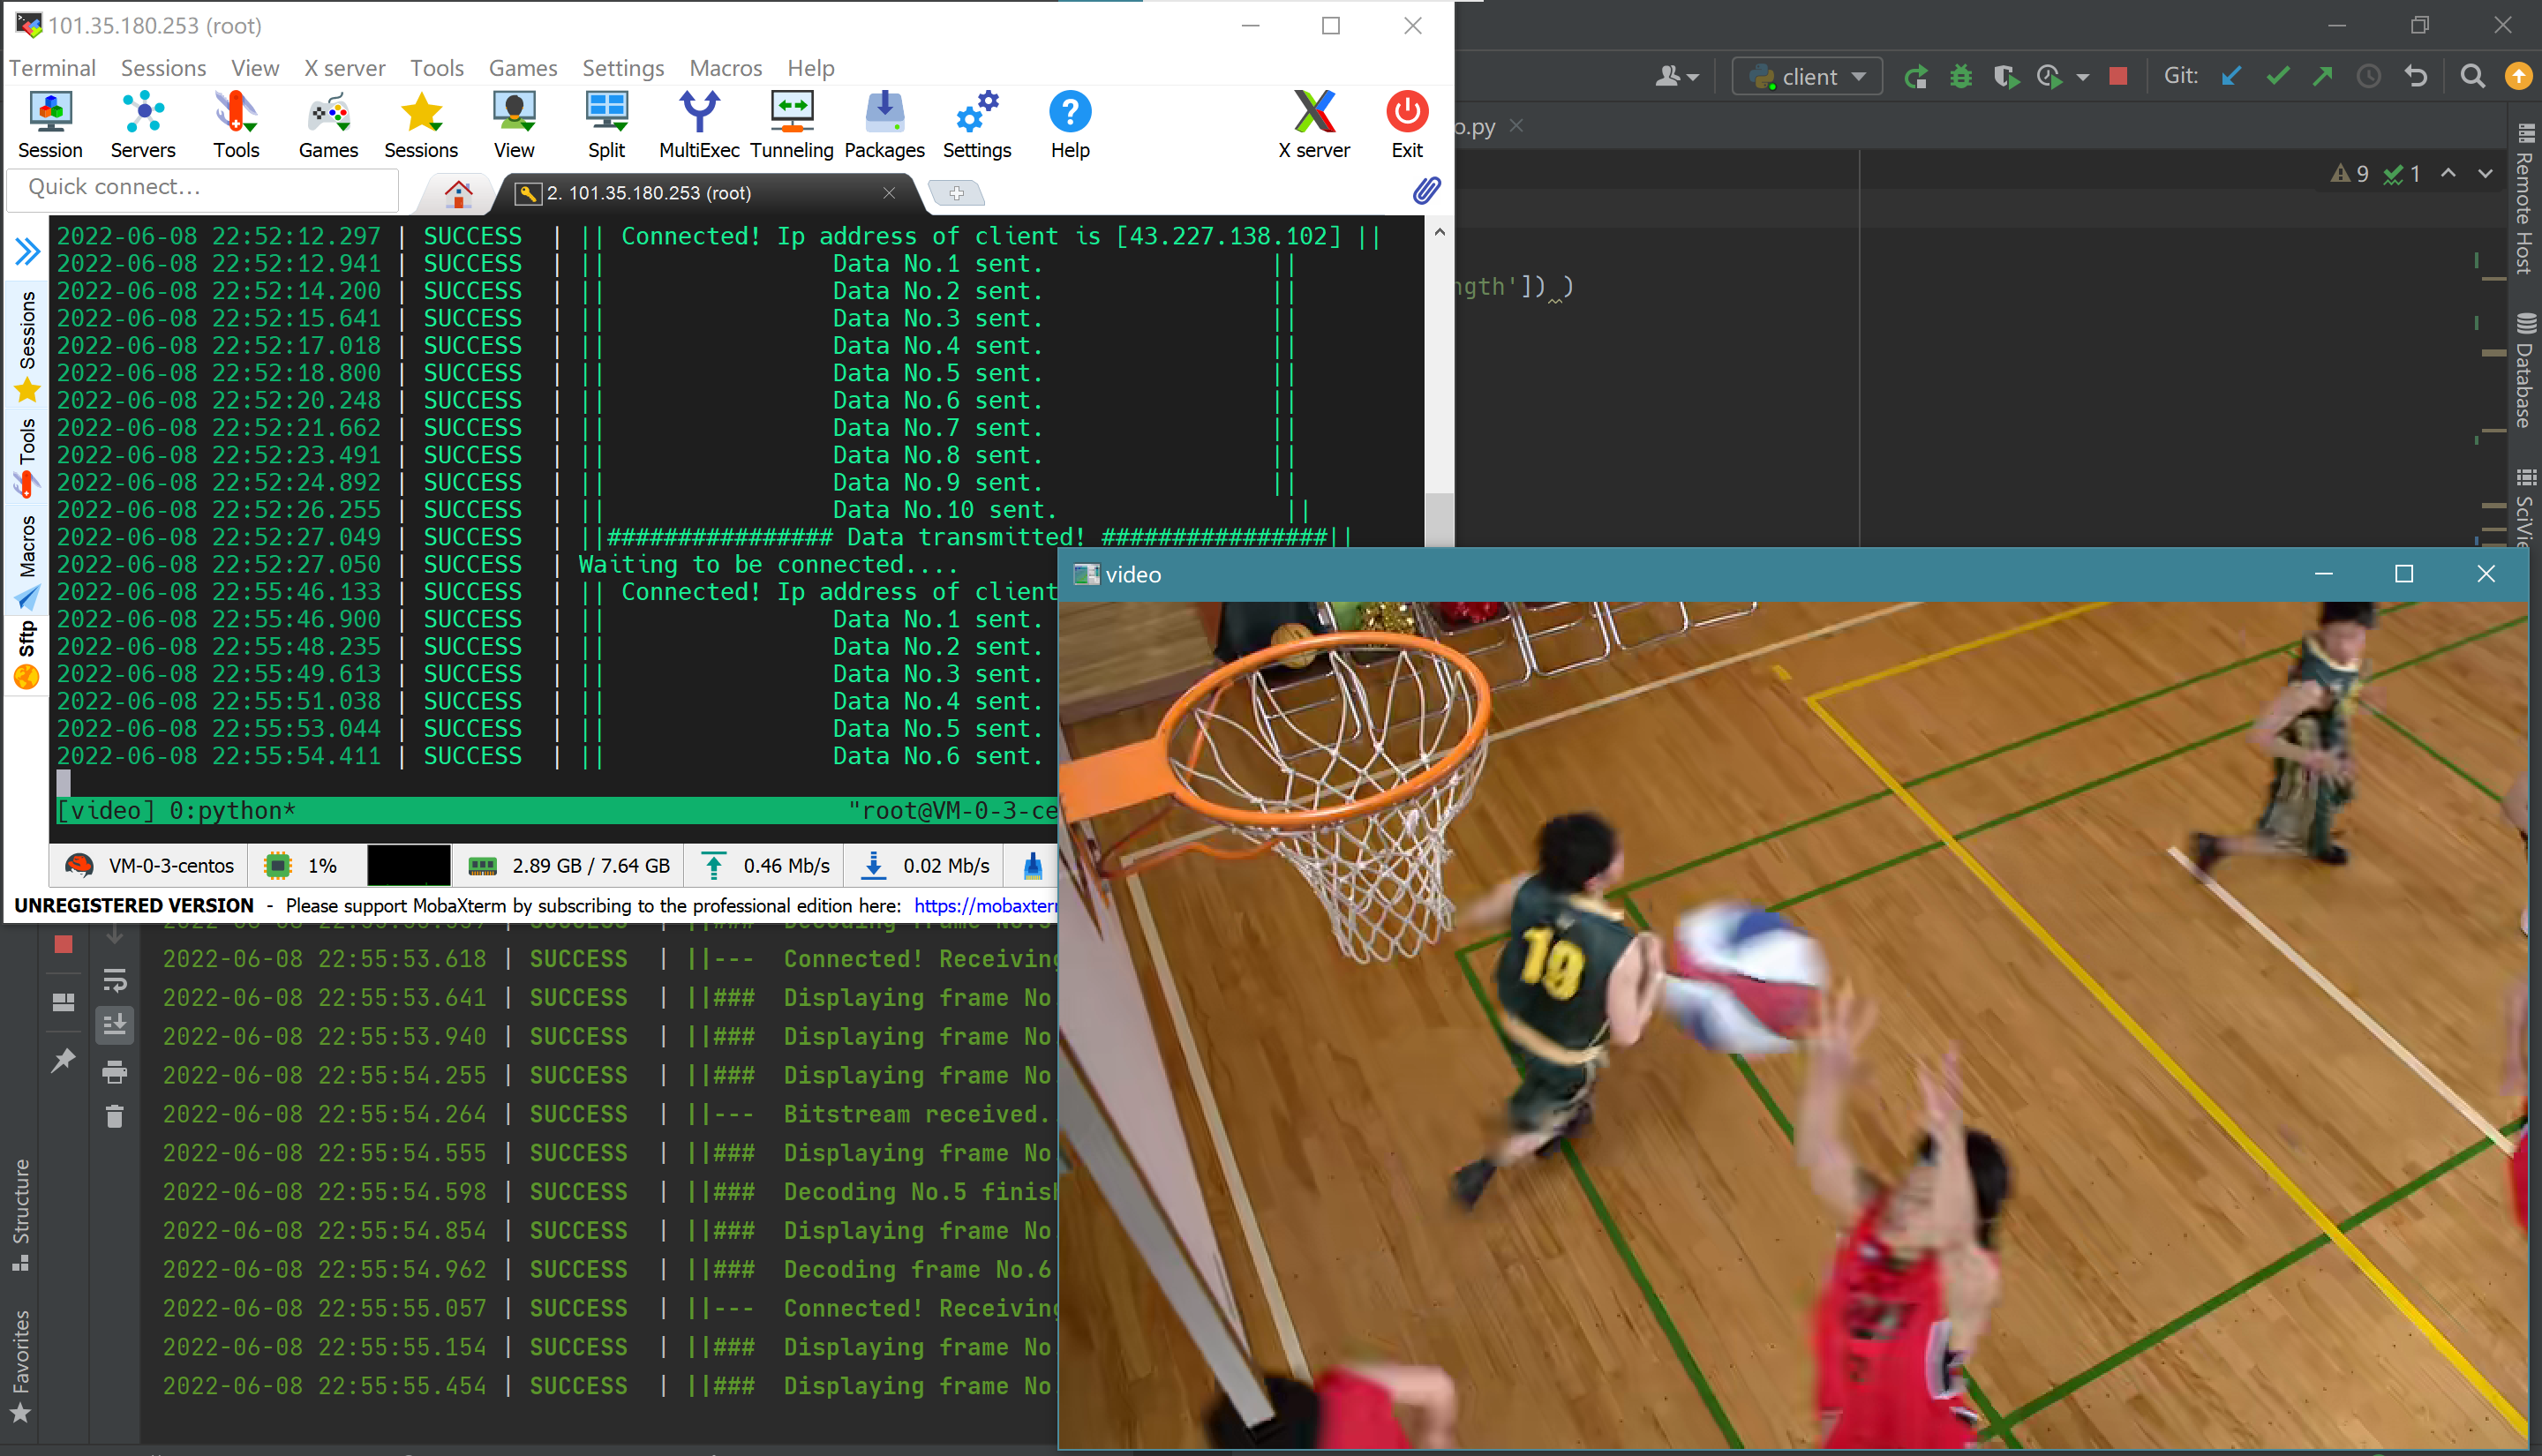 101.35.180.253 (root)
Terminal Sessions View X server Tools Games Settings Macros Help
Session Servers Tools Games Sessions View Split MultiExec Tunneling Packages Settings Help X server Exit
Quick connect...
2. 101.35.180.253 (root)
2022-06-08 22:52:12.297 | SUCCESS | || Connected! Ip address of client is [43.227.138.102] ||
2022-06-08 22:52:12.941 | SUCCESS | || Data No.1 sent. ||
2022-06-08 22:52:14.200 | SUCCESS | || Data No.2 sent. ||
2022-06-08 22:52:15.641 | SUCCESS | || Data No.3 sent. ||
2022-06-08 22:52:17.018 | SUCCESS | || Data No.4 sent. ||
2022-06-08 22:52:18.800 | SUCCESS | || Data No.5 sent. ||
2022-06-08 22:52:20.248 | SUCCESS | || Data No.6 sent. ||
2022-06-08 22:52:21.662 | SUCCESS | || Data No.7 sent. ||
2022-06-08 22:52:23.491 | SUCCESS | || Data No.8 sent. ||
2022-06-08 22:52:24.892 | SUCCESS | || Data No.9 sent. ||
2022-06-08 22:52:26.255 | SUCCESS | || Data No.10 sent. ||
2022-06-08 22:52:27.049 | SUCCESS | ||################ Data transmitted! ################||
2022-06-08 22:52:27.050 | SUCCESS | Waiting to be connected....
2022-06-08 22:55:46.133 | SUCCESS | || Connected! Ip address of client
2022-06-08 22:55:46.900 | SUCCESS | || Data No.1 sent.
2022-06-08 22:55:48.235 | SUCCESS | || Data No.2 sent.
2022-06-08 22:55:49.613 | SUCCESS | || Data No.3 sent.
2022-06-08 22:55:51.038 | SUCCESS | || Data No.4 sent.
2022-06-08 22:55:53.044 | SUCCESS | || Data No.5 sent.
2022-06-08 22:55:54.411 | SUCCESS | || Data No.6 sent.
[video] 0:python* "root@VM-0-3-ce
VM-0-3-centos 1% 2.89 GB / 7.64 GB 0.46 Mb/s 0.02 Mb/s
UNREGISTERED VERSION - Please support MobaXterm by subscribing to the professional edition here: https://mobaxter
Sessions
Tools
Macros
Sftp
client
Git:
o.py
9 1
ngth']) )
Remote Host
Database
SciVie
video
19
2022-06-08 22:55:53.618 | SUCCESS | ||--- Connected! Receiving
2022-06-08 22:55:53.641 | SUCCESS | ||### Displaying frame No.
2022-06-08 22:55:53.940 | SUCCESS | ||### Displaying frame No.
2022-06-08 22:55:54.255 | SUCCESS | ||### Displaying frame No.
2022-06-08 22:55:54.264 | SUCCESS | ||--- Bitstream received.
2022-06-08 22:55:54.555 | SUCCESS | ||### Displaying frame No.
2022-06-08 22:55:54.598 | SUCCESS | ||### Decoding No.5 finish
2022-06-08 22:55:54.854 | SUCCESS | ||### Displaying frame No.
2022-06-08 22:55:54.962 | SUCCESS | ||### Decoding frame No.6
2022-06-08 22:55:55.057 | SUCCESS | ||--- Connected! Receiving
2022-06-08 22:55:55.154 | SUCCESS | ||### Displaying frame No.
2022-06-08 22:55:55.454 | SUCCESS | ||### Displaying frame No.
Structure
Favorites